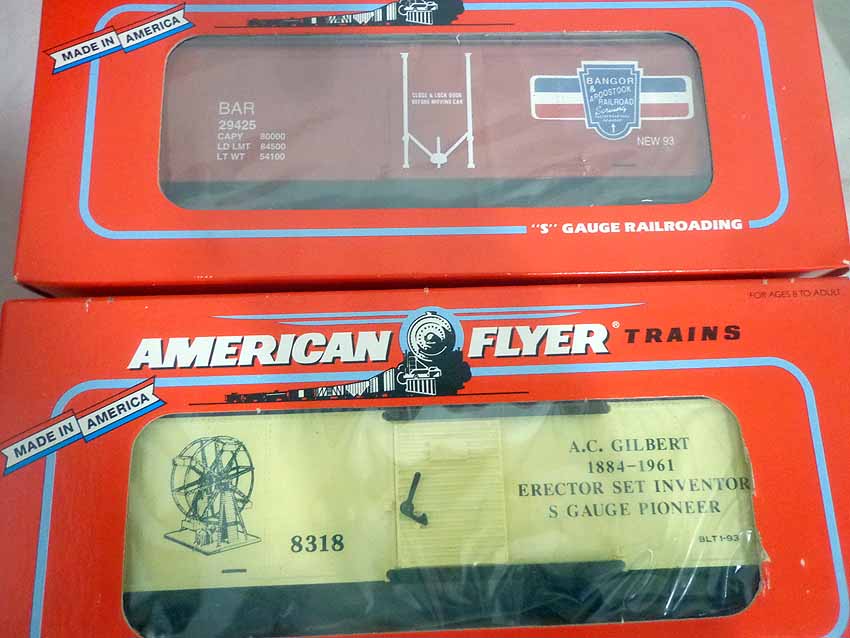 MADE IN AMERICA
BAR
29425
CAPY 80000
LD LMT 84500
LT WT 54100
CLOSE & LOCK DOOR
BEFORE MOVING CAR
BANGOR
&
AROOSTOOK
RAILROAD
NEW 93
"S" GAUGE RAILROADING
FOR AGES 8 TO ADULT
AMERICAN FLYER® TRAINS
MADE IN AMERICA
8318
A.C. GILBERT
1884-1961
ERECTOR SET INVENTOR
S GAUGE PIONEER
BLT 1-93